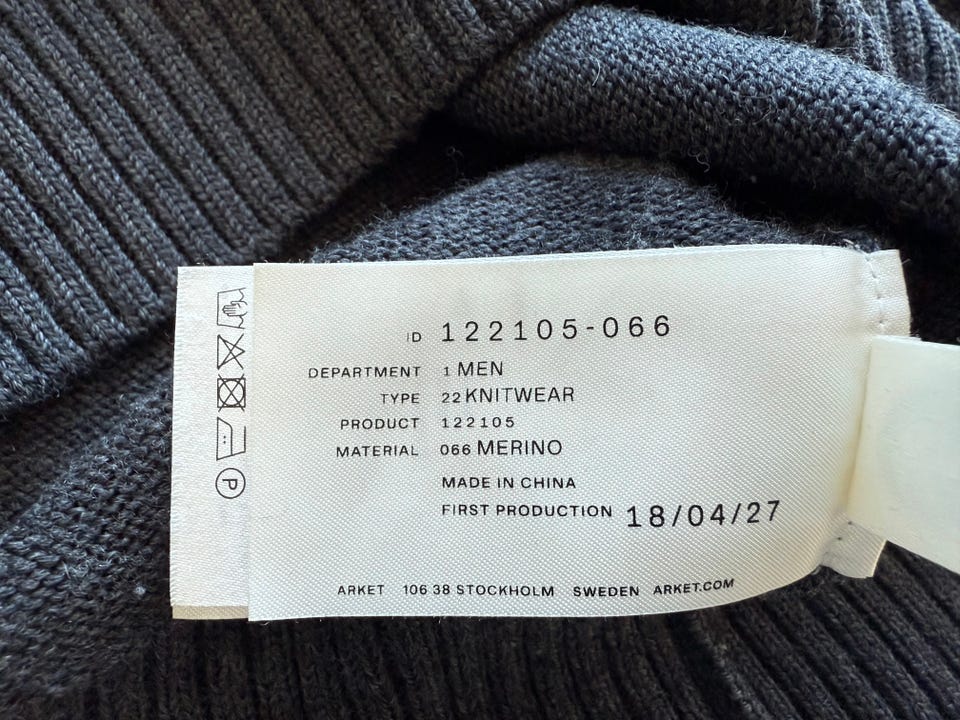 ID 122105-066
DEPARTMENT 1 MEN
TYPE 22 KNITWEAR
PRODUCT 122105
MATERIAL 066 MERINO
MADE IN CHINA
FIRST PRODUCTION 18/04/27
ARKET 106 38 STOCKHOLM SWEDEN ARKET.COM
P